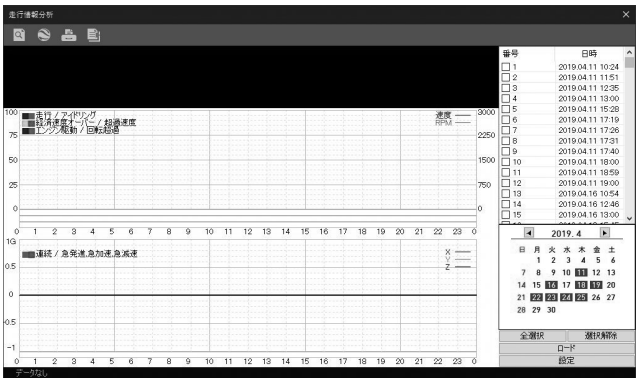 走行情報分析
番号 日時
1 2019.04.11 10:24
2 2019.04.11 11:51
3 2019.04.11 12:35
4 2019.04.11 13:00
5 2019.04.11 15:28
6 2019.04.11 17:19
7 2019.04.11 17:26
8 2019.04.11 17:31
9 2019.04.11 17:40
10 2019.04.11 18:00
11 2019.04.11 18:59
12 2019.04.11 19:00
13 2019.04.16 10:54
14 2019.04.16 12:46
15 2019.04.16 13:00
100 走行 / アイドリング 速度 3000
経済速度オーバー / 超過速度 RPM
エンジン駆動 / 回転超過
75 2250
50 1500
25 750
0 0
0 1 2 3 4 5 6 7 8 9 10 11 12 13 14 15 16 17 18 19 20 21 22 23 0
1G
連続 / 急発進,急加速,急減速 X
Y
0.5 Z
0
-0.5
-1
0 1 2 3 4 5 6 7 8 9 10 11 12 13 14 15 16 17 18 19 20 21 22 23 0
2019. 4
日 月 火 水 木 金 土
1 2 3 4 5 6
7 8 9 10 11 12 13
14 15 16 17 18 19 20
21 22 23 24 25 26 27
28 29 30
全選択 選択解除
ロード
設定
データなし